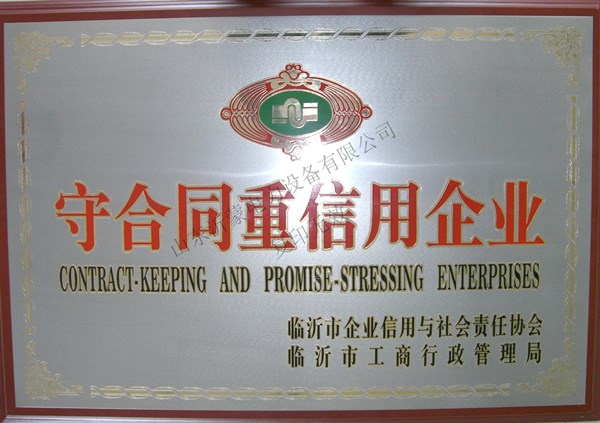 守合同重信用企业
CONTRACT-KEEPING AND PROMISE-STRESSING ENTERPRISES
临沂市企业信用与社会责任协会
临沂市工商行政管理局